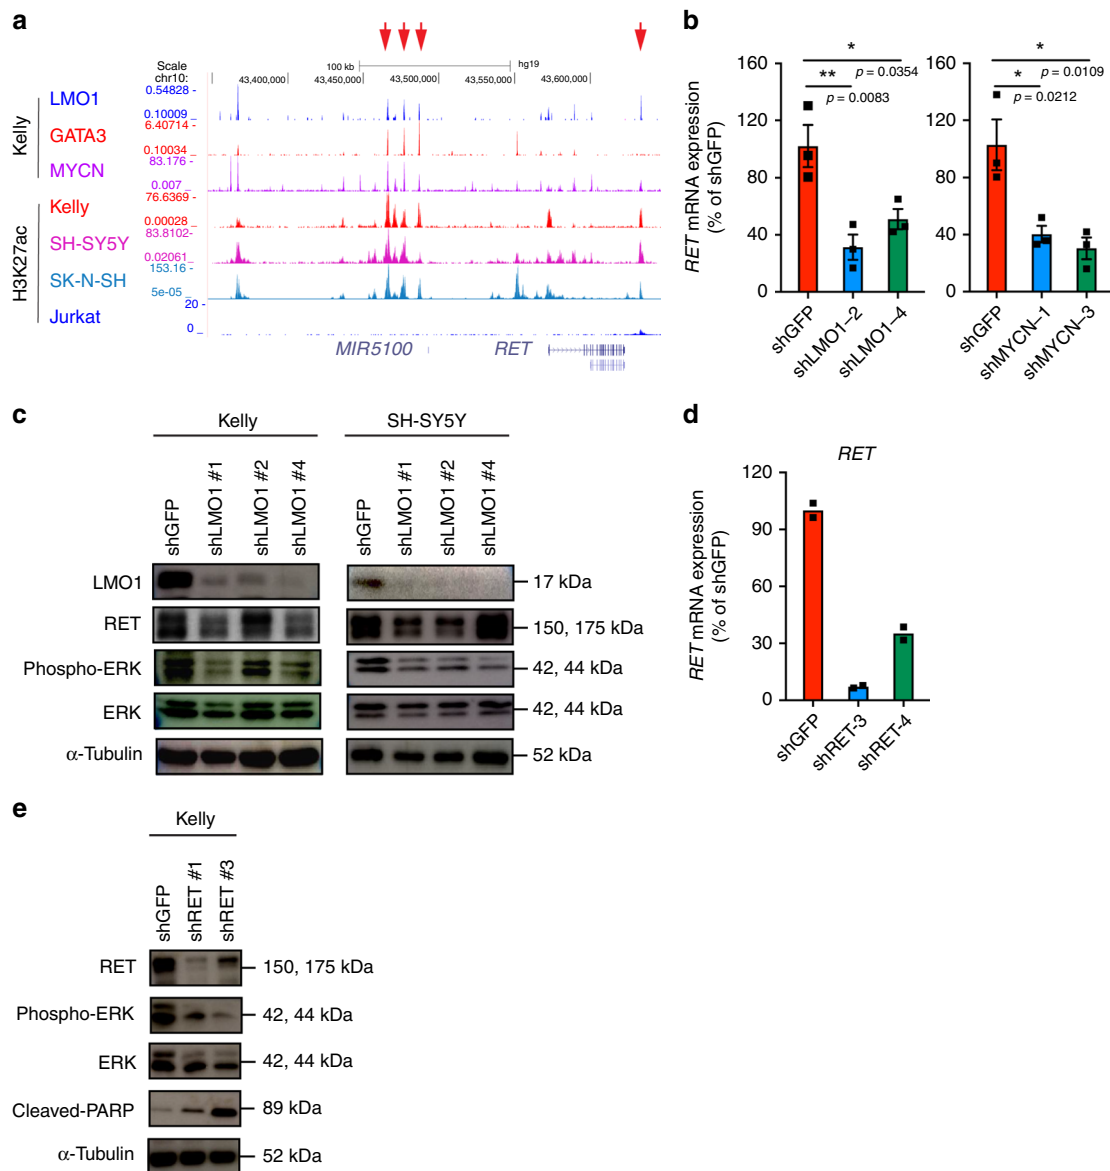 a
Scale
100 kb
hg19
chr10:
43,400,000
43,450,000
43,500,000
43,550,000
43,600,000
Kelly
LMO1
0.54828 -
0.10009 _
GATA3
6.40714 -
0.10034 _
MYCN
83.176 -
0.007 _
H3K27ac
Kelly
76.6369 -
0.00028 _
SH-SY5Y
83.8102-
0.02061 _
SK-N-SH
153.16 -
5e-05 _
Jurkat
20 -
0 _
MIR5100
RET
b
RET mRNA expression
(% of shGFP)
160
120
80
40
0
*
**
p = 0.0354
p = 0.0083
shGFP
shLMO1–2
shLMO1–4
160
120
80
40
0
*
*
p = 0.0109
p = 0.0212
shGFP
shMYCN–1
shMYCN–3
c
Kelly
SH-SY5Y
shGFP
shLMO1 #1
shLMO1 #2
shLMO1 #4
shGFP
shLMO1 #1
shLMO1 #2
shLMO1 #4
LMO1
17 kDa
RET
150, 175 kDa
Phospho-ERK
42, 44 kDa
ERK
42, 44 kDa
α-Tubulin
52 kDa
d
RET
RET mRNA expression
(% of shGFP)
120
90
60
30
0
shGFP
shRET-3
shRET-4
e
Kelly
shGFP
shRET #1
shRET #3
RET
150, 175 kDa
Phospho-ERK
42, 44 kDa
ERK
42, 44 kDa
Cleaved-PARP
89 kDa
α-Tubulin
52 kDa